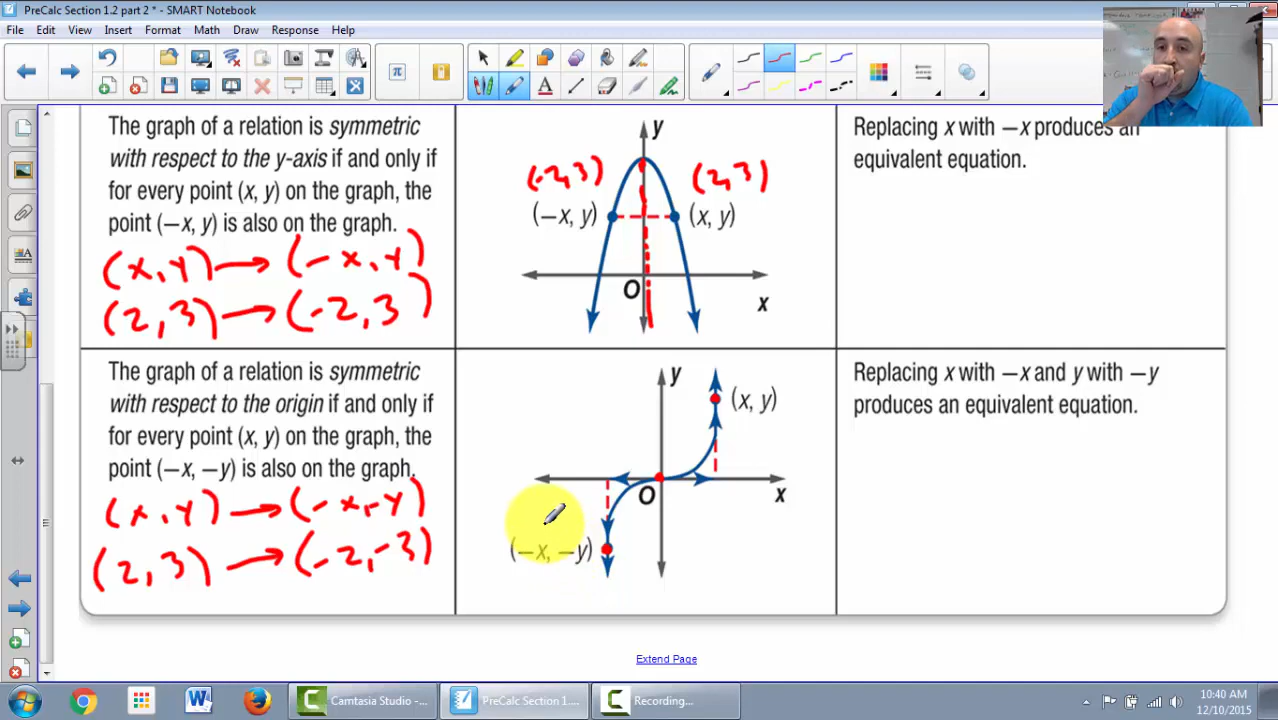 PreCalc Section 1.2 part 2 * - SMART Notebook
File Edit View Insert Format Math Draw Response Help
The graph of a relation is symmetric
with respect to the y-axis if and only if
for every point (x, y) on the graph, the
point (−x, y) is also on the graph.
(x, y) → (-x, y)
(2, 3) → (-2, 3)
y
(-2, 3) (2, 3)
(−x, y) (x, y)
O
x
Replacing x with −x produces an
equivalent equation.
The graph of a relation is symmetric
with respect to the origin if and only if
for every point (x, y) on the graph, the
point (−x, −y) is also on the graph.
(x, y) → (-x, -y)
(2, 3) → (-2, -3)
y
(x, y)
O x
(−x, −y)
Replacing x with −x and y with −y
produces an equivalent equation.
Extend Page
Camtasia Studio -... PreCalc Section 1.... Recording...
10:40 AM
12/10/2015